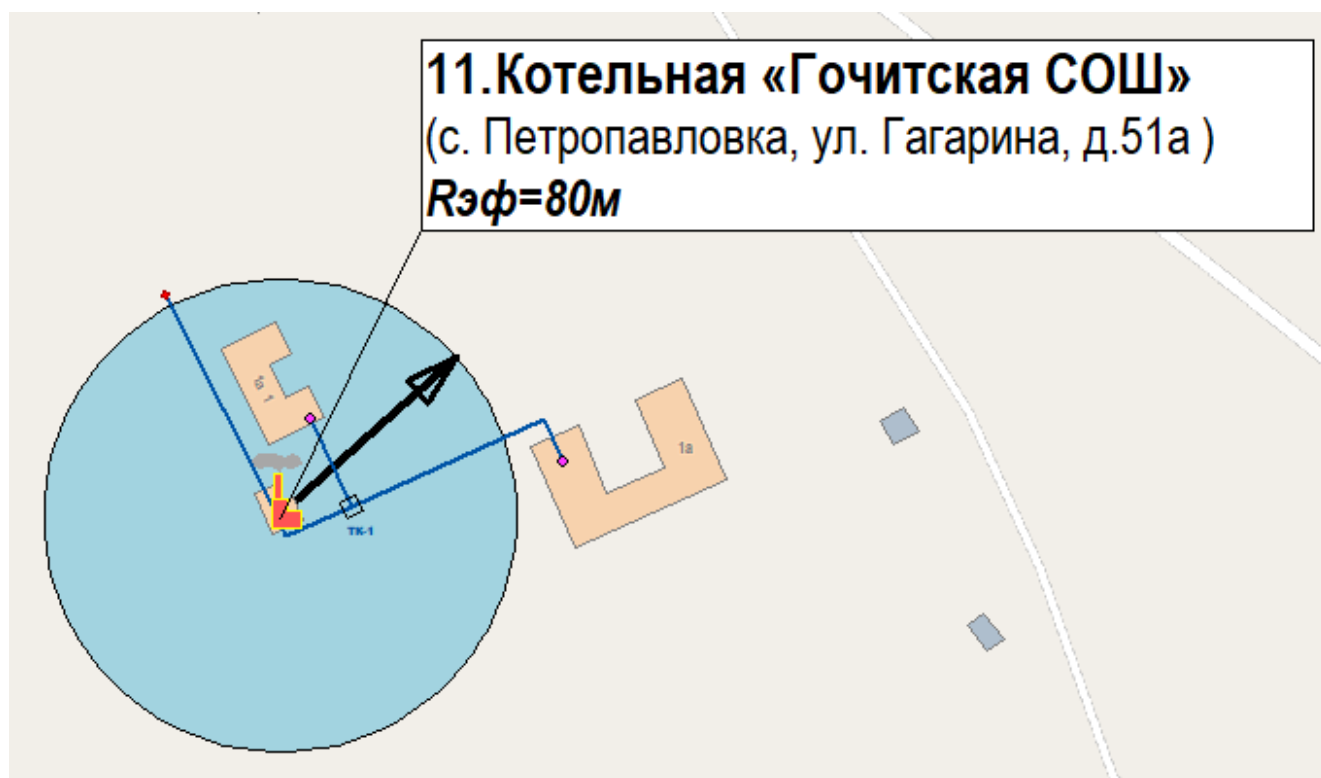 11.Котельная «Гочитская СОШ»
(с. Петропавловка, ул. Гагарина, д.51а )
Rэф=80м
1а
ТК-1